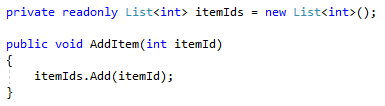 private readonly List<int> itemIds = new List<int>();
public void AddItem(int itemId)
{
itemIds.Add(itemId);
}